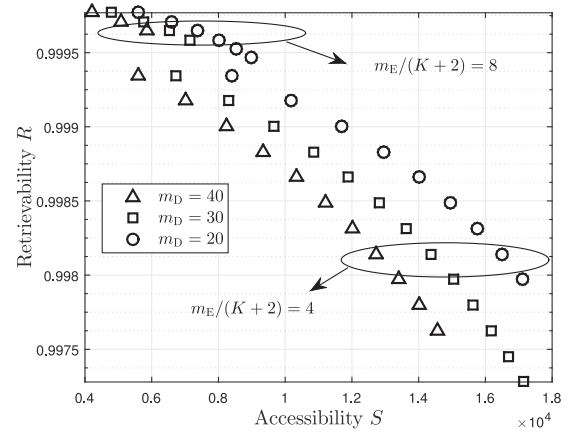 0.9995
m_E/(K + 2) = 8
0.999
Retrievability R
0.9985
m_D = 40
m_D = 30
m_D = 20
0.998
m_E/(K + 2) = 4
0.9975
0.4 0.6 0.8 1 1.2 1.4 1.6 1.8
Accessibility S
×10^4